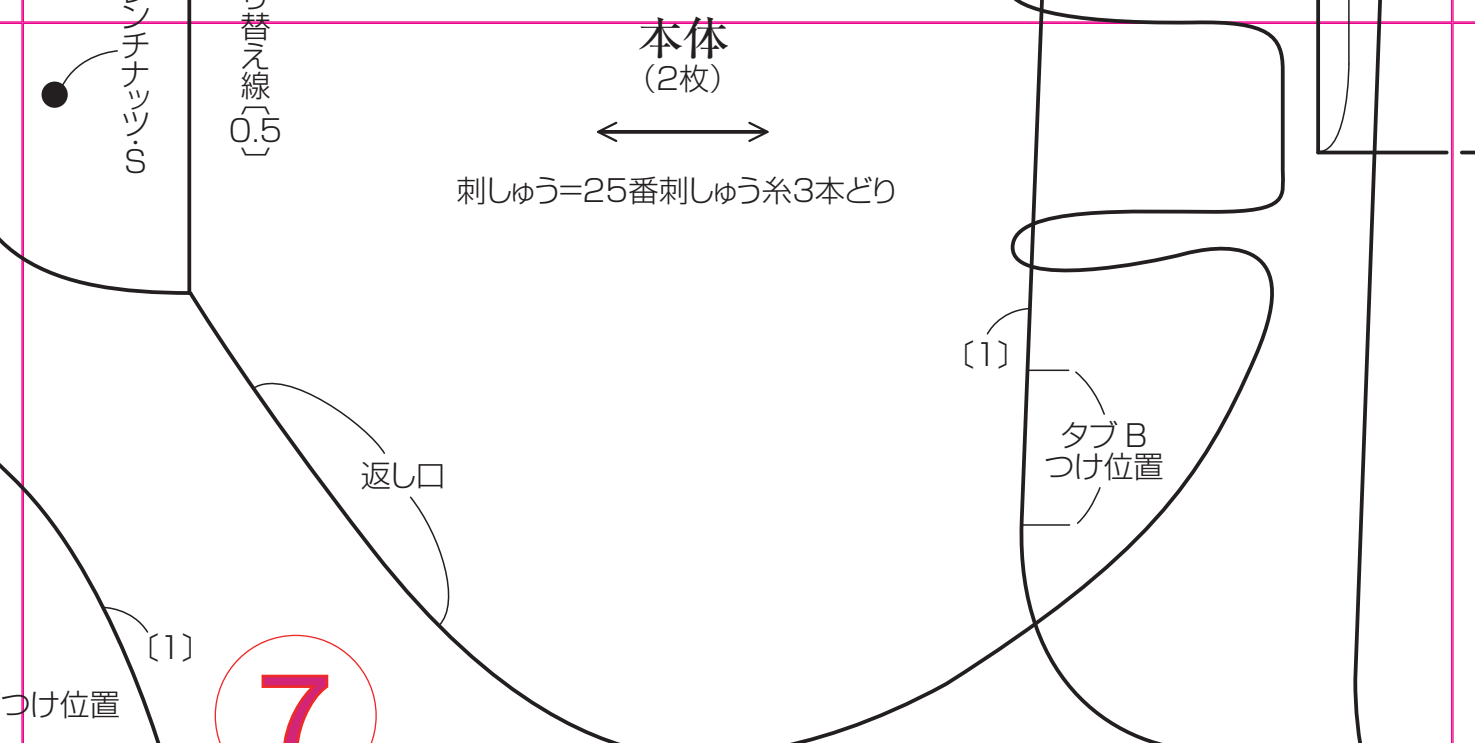 ンチナッツ・S
替え線
〔0.5〕
本体
（2枚）
刺しゅう=25番刺しゅう糸3本どり
〔1〕
タブB
つけ位置
返し口
〔1〕
つけ位置
7